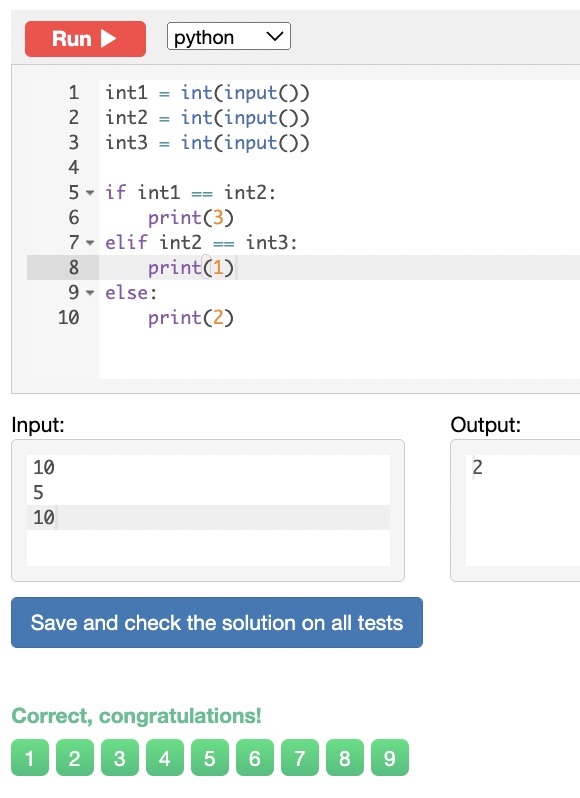 Run ▶ python
1 int1 = int(input())
2 int2 = int(input())
3 int3 = int(input())
4
5 if int1 == int2:
6     print(3)
7 elif int2 == int3:
8     print(1)
9 else:
10     print(2)
Input: Output:
10 2
5
10
Save and check the solution on all tests
Correct, congratulations!
1 2 3 4 5 6 7 8 9